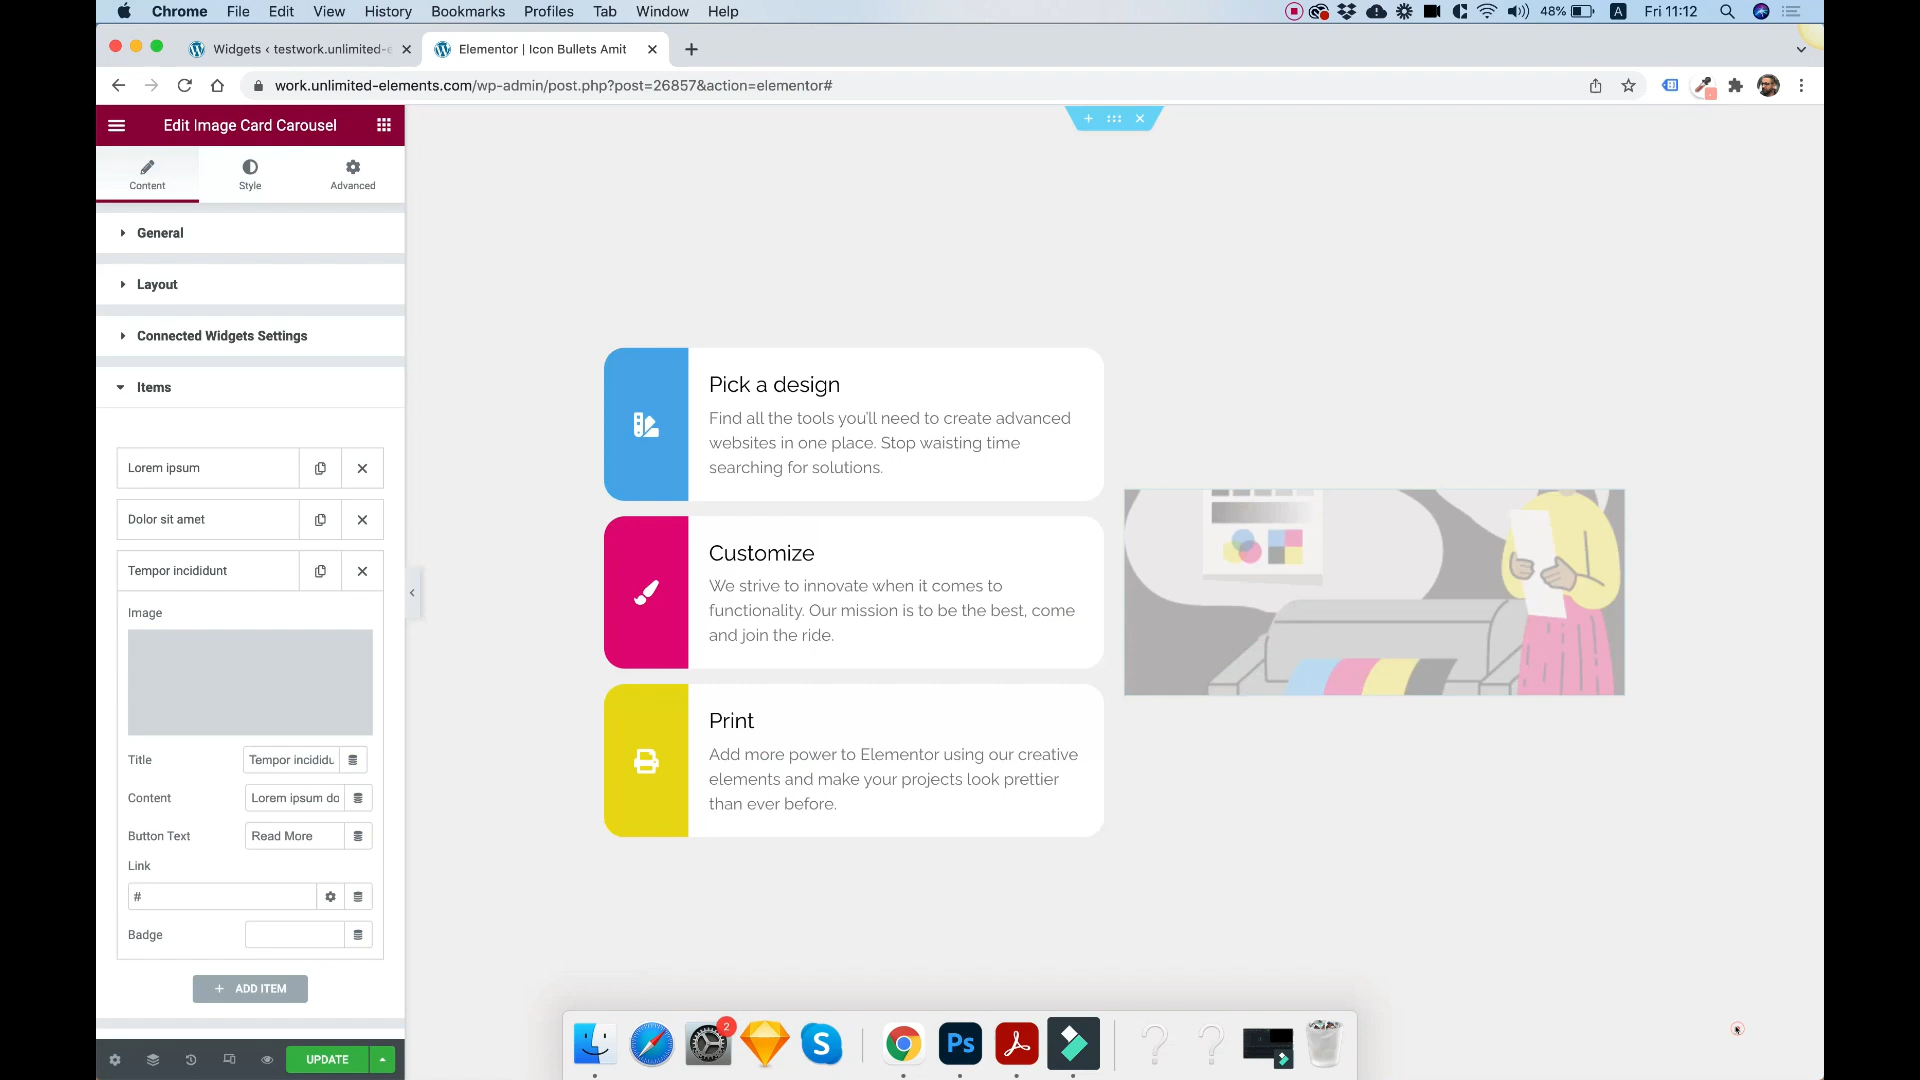 Chrome File Edit View History Bookmarks Profiles Tab Window Help 48% A Fri 11:12
Widgets ‹ testwork.unlimited-e
Elementor | Icon Bullets Amit
work.unlimited-elements.com/wp-admin/post.php?post=26857&action=elementor#
Edit Image Card Carousel
Content Style Advanced
General
Layout
Connected Widgets Settings
Items
Lorem ipsum
Dolor sit amet
Tempor incididunt
Image
Title Tempor incididu
Content Lorem ipsum do
Button Text Read More
Link
#
Badge
ADD ITEM
UPDATE
Pick a design
Find all the tools you'll need to create advanced
websites in one place. Stop waisting time
searching for solutions.
Customize
We strive to innovate when it comes to
functionality. Our mission is to be the best, come
and join the ride.
Print
Add more power to Elementor using our creative
elements and make your projects look prettier
than ever before.
2
S
Ps